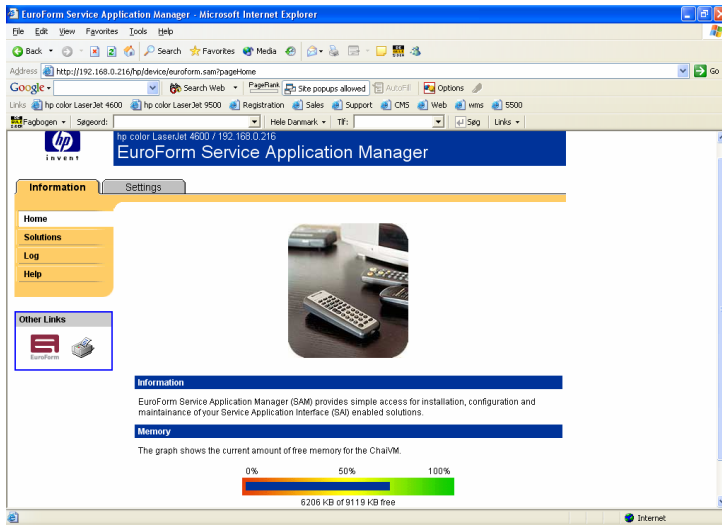 EuroForm Service Application Manager - Microsoft Internet Explorer
File Edit View Favorites Tools Help
Back Search Favorites Media
Address http://192.168.0.216/hp/device/euroform.sam?pageHome Go
Google Search Web PageRank Site popups allowed AutoFill Options
Links hp color LaserJet 4600 hp color LaserJet 9500 Registration Sales Support CMS Web wms 5500
Fagbogen Søgeord: Hele Danmark Tlf: Søg Links
hp
invent
hp color LaserJet 4600 / 192.168.0.216
EuroForm Service Application Manager
Information Settings
Home
Solutions
Log
Help
Other Links
EuroForm
Information
EuroForm Service Application Manager (SAM) provides simple access for installation, configuration and
maintainance of your Service Application Interface (SAI) enabled solutions.
Memory
The graph shows the current amount of free memory for the ChaiVM.
0% 50% 100%
6206 KB of 9119 KB free
Internet